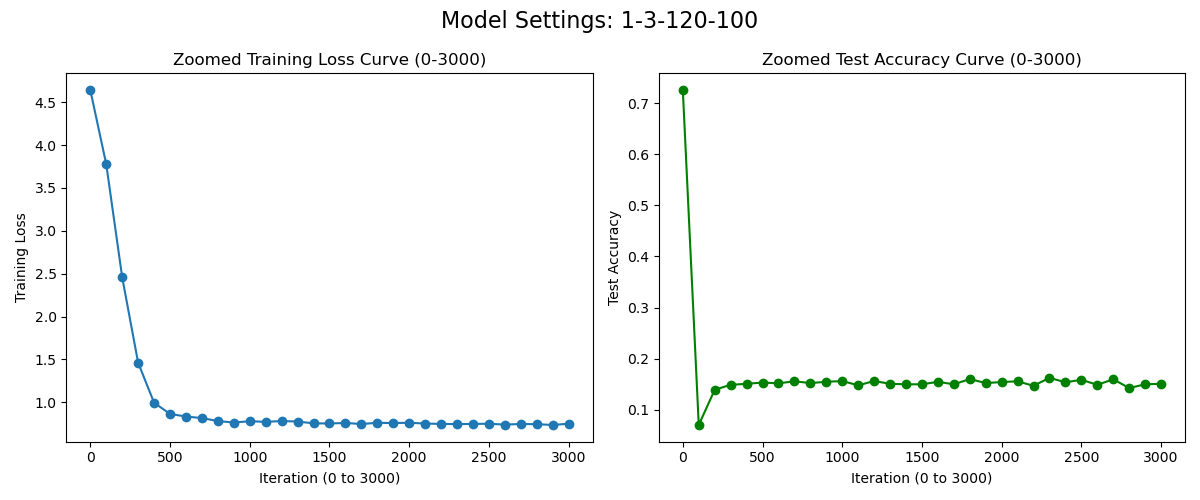 Model Settings: 1-3-120-100
Zoomed Training Loss Curve (0-3000)
4.5
4.0
3.5
3.0
2.5
2.0
1.5
1.0
Training Loss
0 500 1000 1500 2000 2500 3000
Iteration (0 to 3000)
Zoomed Test Accuracy Curve (0-3000)
0.7
0.6
0.5
0.4
0.3
0.2
0.1
Test Accuracy
0 500 1000 1500 2000 2500 3000
Iteration (0 to 3000)